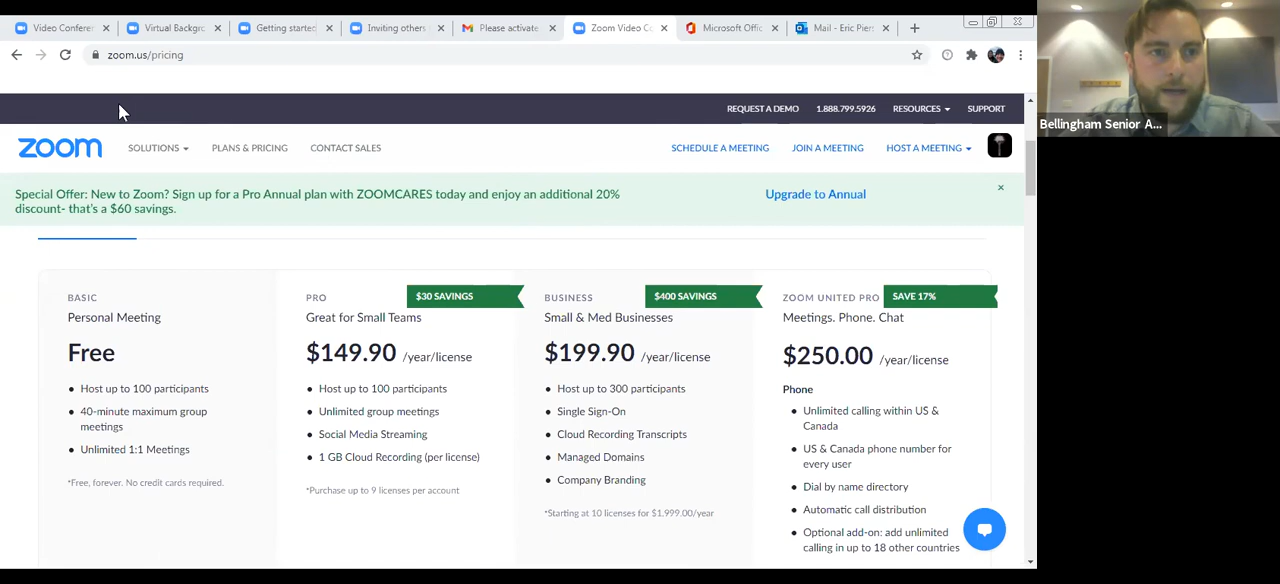 Video Conferen
Virtual Backgro
Getting started
Inviting others
Please activate
Zoom Video Co
Microsoft Offic
Mail - Eric Piers
zoom.us/pricing
REQUEST A DEMO 1.888.799.5926 RESOURCES SUPPORT
zoom SOLUTIONS PLANS & PRICING CONTACT SALES SCHEDULE A MEETING JOIN A MEETING HOST A MEETING
Special Offer: New to Zoom? Sign up for a Pro Annual plan with ZOOMCARES today and enjoy an additional 20%
discount- that's a $60 savings.
Upgrade to Annual
BASIC
Personal Meeting
Free
Host up to 100 participants
40-minute maximum group
meetings
Unlimited 1:1 Meetings
*Free, forever. No credit cards required.
PRO
$30 SAVINGS
Great for Small Teams
$149.90 /year/license
Host up to 100 participants
Unlimited group meetings
Social Media Streaming
1 GB Cloud Recording (per license)
*Purchase up to 9 licenses per account
BUSINESS
$400 SAVINGS
Small & Med Businesses
$199.90 /year/license
Host up to 300 participants
Single Sign-On
Cloud Recording Transcripts
Managed Domains
Company Branding
*Starting at 10 licenses for $1,999.00/year
ZOOM UNITED PRO
SAVE 17%
Meetings. Phone. Chat
$250.00 /year/license
Phone
Unlimited calling within US &
Canada
US & Canada phone number for
every user
Dial by name directory
Automatic call distribution
Optional add-on: add unlimited
calling in up to 18 other countries
Bellingham Senior A...